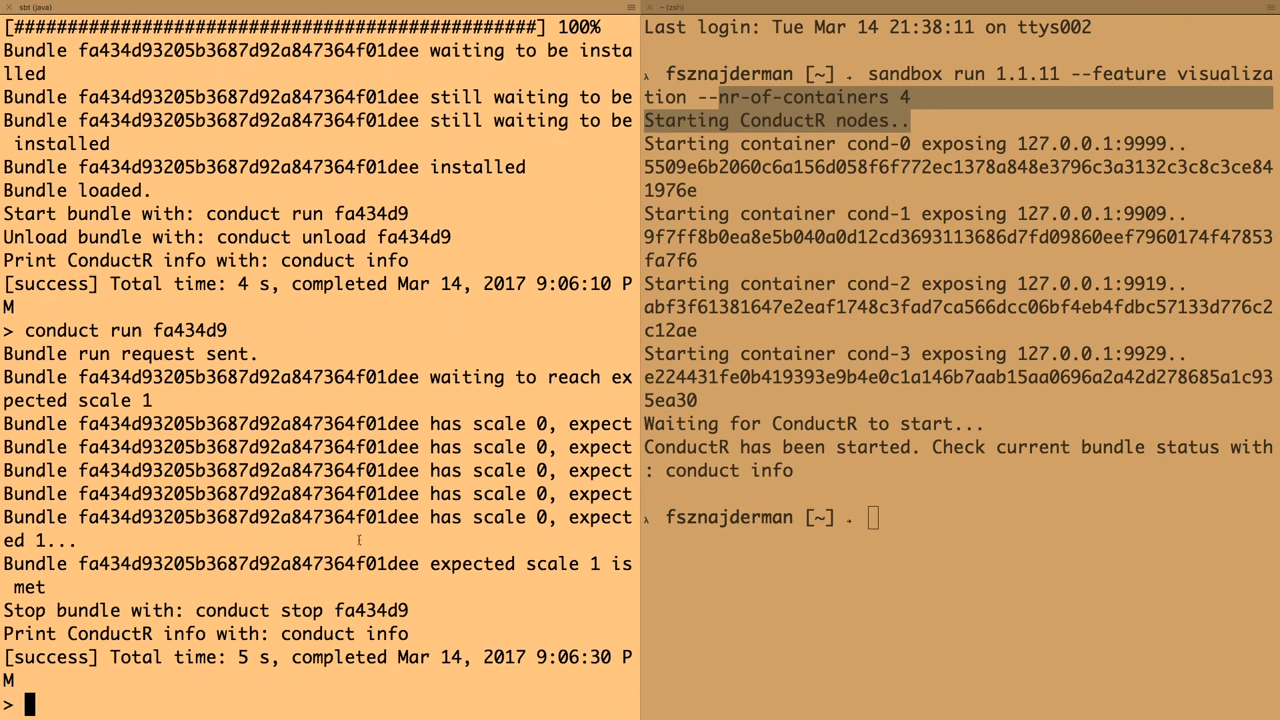 sbt (java)
[#################################################] 100%
Bundle fa434d93205b3687d92a847364f01dee waiting to be insta
lled
Bundle fa434d93205b3687d92a847364f01dee still waiting to be
Bundle fa434d93205b3687d92a847364f01dee still waiting to be
 installed
Bundle fa434d93205b3687d92a847364f01dee installed
Bundle loaded.
Start bundle with: conduct run fa434d9
Unload bundle with: conduct unload fa434d9
Print ConductR info with: conduct info
[success] Total time: 4 s, completed Mar 14, 2017 9:06:10 P
M
> conduct run fa434d9
Bundle run request sent.
Bundle fa434d93205b3687d92a847364f01dee waiting to reach ex
pected scale 1
Bundle fa434d93205b3687d92a847364f01dee has scale 0, expect
Bundle fa434d93205b3687d92a847364f01dee has scale 0, expect
Bundle fa434d93205b3687d92a847364f01dee has scale 0, expect
Bundle fa434d93205b3687d92a847364f01dee has scale 0, expect
Bundle fa434d93205b3687d92a847364f01dee has scale 0, expect
ed 1...
Bundle fa434d93205b3687d92a847364f01dee expected scale 1 is
 met
Stop bundle with: conduct stop fa434d9
Print ConductR info with: conduct info
[success] Total time: 5 s, completed Mar 14, 2017 9:06:30 P
M
>
~ (zsh)
Last login: Tue Mar 14 21:38:11 on ttys002
λ fsznajderman [~] → sandbox run 1.1.11 --feature visualiza
tion --nr-of-containers 4
Starting ConductR nodes..
Starting container cond-0 exposing 127.0.0.1:9999..
5509e6b2060c6a156d058f6f772ec1378a848e3796c3a3132c3c8c3ce84
1976e
Starting container cond-1 exposing 127.0.0.1:9909..
9f7ff8b0ea8e5b040a0d12cd3693113686d7fd09860eef7960174f47853
fa7f6
Starting container cond-2 exposing 127.0.0.1:9919..
abf3f61381647e2eaf1748c3fad7ca566dcc06bf4eb4fdbc57133d776c2
c12ae
Starting container cond-3 exposing 127.0.0.1:9929..
e224431fe0b419393e9b4e0c1a146b7aab15aa0696a2a42d278685a1c93
5ea30
Waiting for ConductR to start...
ConductR has been started. Check current bundle status with
: conduct info
λ fsznajderman [~] →